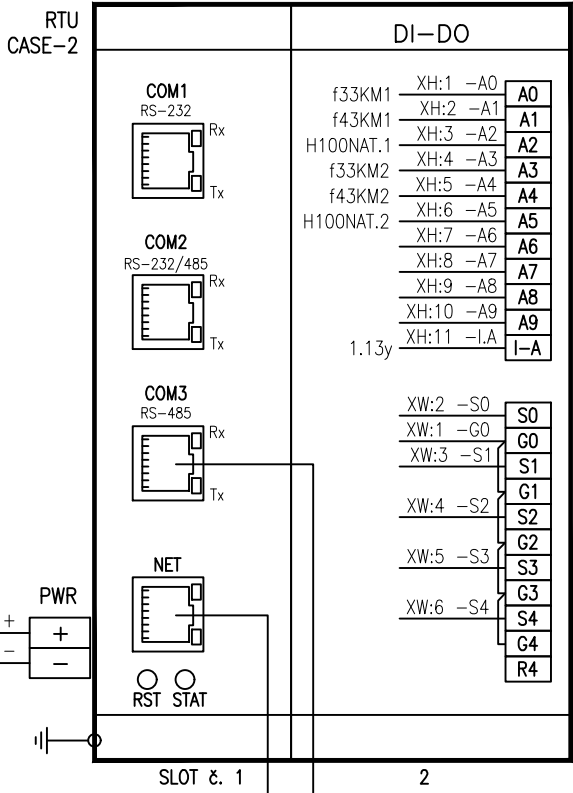 RTU
CASE-2
DI-DO
COM1
RS-232
Rx
Tx
COM2
RS-232/485
Rx
Tx
COM3
RS-485
Rx
Tx
NET
PWR
+ +
- -
RST STAT
f33KM1 XH:1 -A0 A0
f43KM1 XH:2 -A1 A1
H100NAT.1 XH:3 -A2 A2
f33KM2 XH:4 -A3 A3
f43KM2 XH:5 -A4 A4
H100NAT.2 XH:6 -A5 A5
XH:7 -A6 A6
XH:8 -A7 A7
XH:9 -A8 A8
XH:10 -A9 A9
1.13y XH:11 -I.A I-A
XW:2 -S0 S0
XW:1 -G0 G0
XW:3 -S1 S1
G1
XW:4 -S2 S2
G2
XW:5 -S3 S3
G3
XW:6 -S4 S4
G4
R4
SLOT č. 1 2